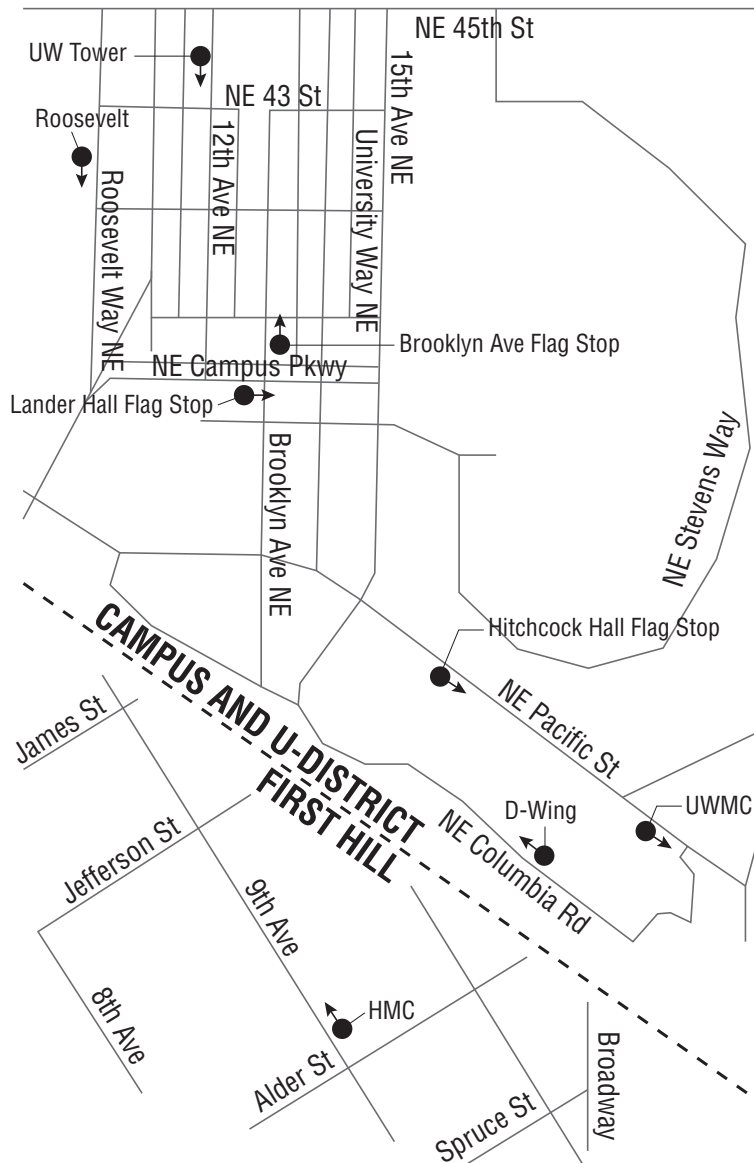 NE 45th St
UW Tower
15th Ave NE
NE 43 St
Roosevelt
12th Ave NE
University Way NE
Roosevelt Way NE
Brooklyn Ave Flag Stop
NE Campus Pkwy
Lander Hall Flag Stop
NE Stevens Way
Brooklyn Ave NE
Hitchcock Hall Flag Stop
CAMPUS AND U-DISTRICT
FIRST HILL
NE Pacific St
James St
UWMC
D-Wing
NE Columbia Rd
Jefferson St
9th Ave
8th Ave
HMC
Alder St
Broadway
Spruce St